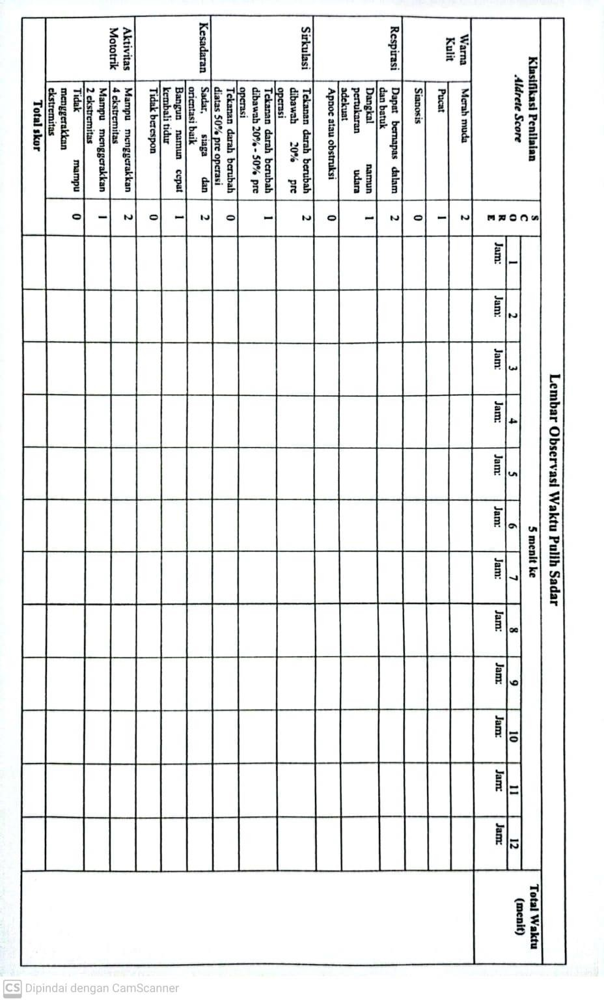 Lembar Observasi Waktu Pulih Sadar
Klasifikasi Penilaian
Aldrete Score
S
C
O
R
E
5 menit ke
Total Waktu
(menit)
1 2 3 4 5 6 7 8 9 10 11 12
Jam: Jam: Jam: Jam: Jam: Jam: Jam: Jam: Jam: Jam: Jam: Jam:
Warna
Kulit
Merah muda 2
Pucat 1
Sianosis 0
Respirasi
Dapat bernapas dalam 2
dan batuk
Dangkal namun 1
pertukaran udara
adekuat
Apnoe atau obstruksi 0
Sirkulasi
Tekanan darah berubah 2
dibawah 20% pre
operasi
Tekanan darah berubah 1
dibawah 20% - 50% pre
operasi
Tekanan darah berubah 0
diatas 50% pre operasi
Kesadaran
Sadar, siaga dan 2
orientasi baik
Bangun namun cepat 1
kembali tidur
Tidak berespon 0
Aktivitas
Mototrik
Mampu menggerakkan 2
4 ekstremitas
Mampu menggerakkan 1
2 ekstremitas
Tidak mampu 0
menggerakkan
ekstremitas
Total skor
CS Dipindai dengan CamScanner